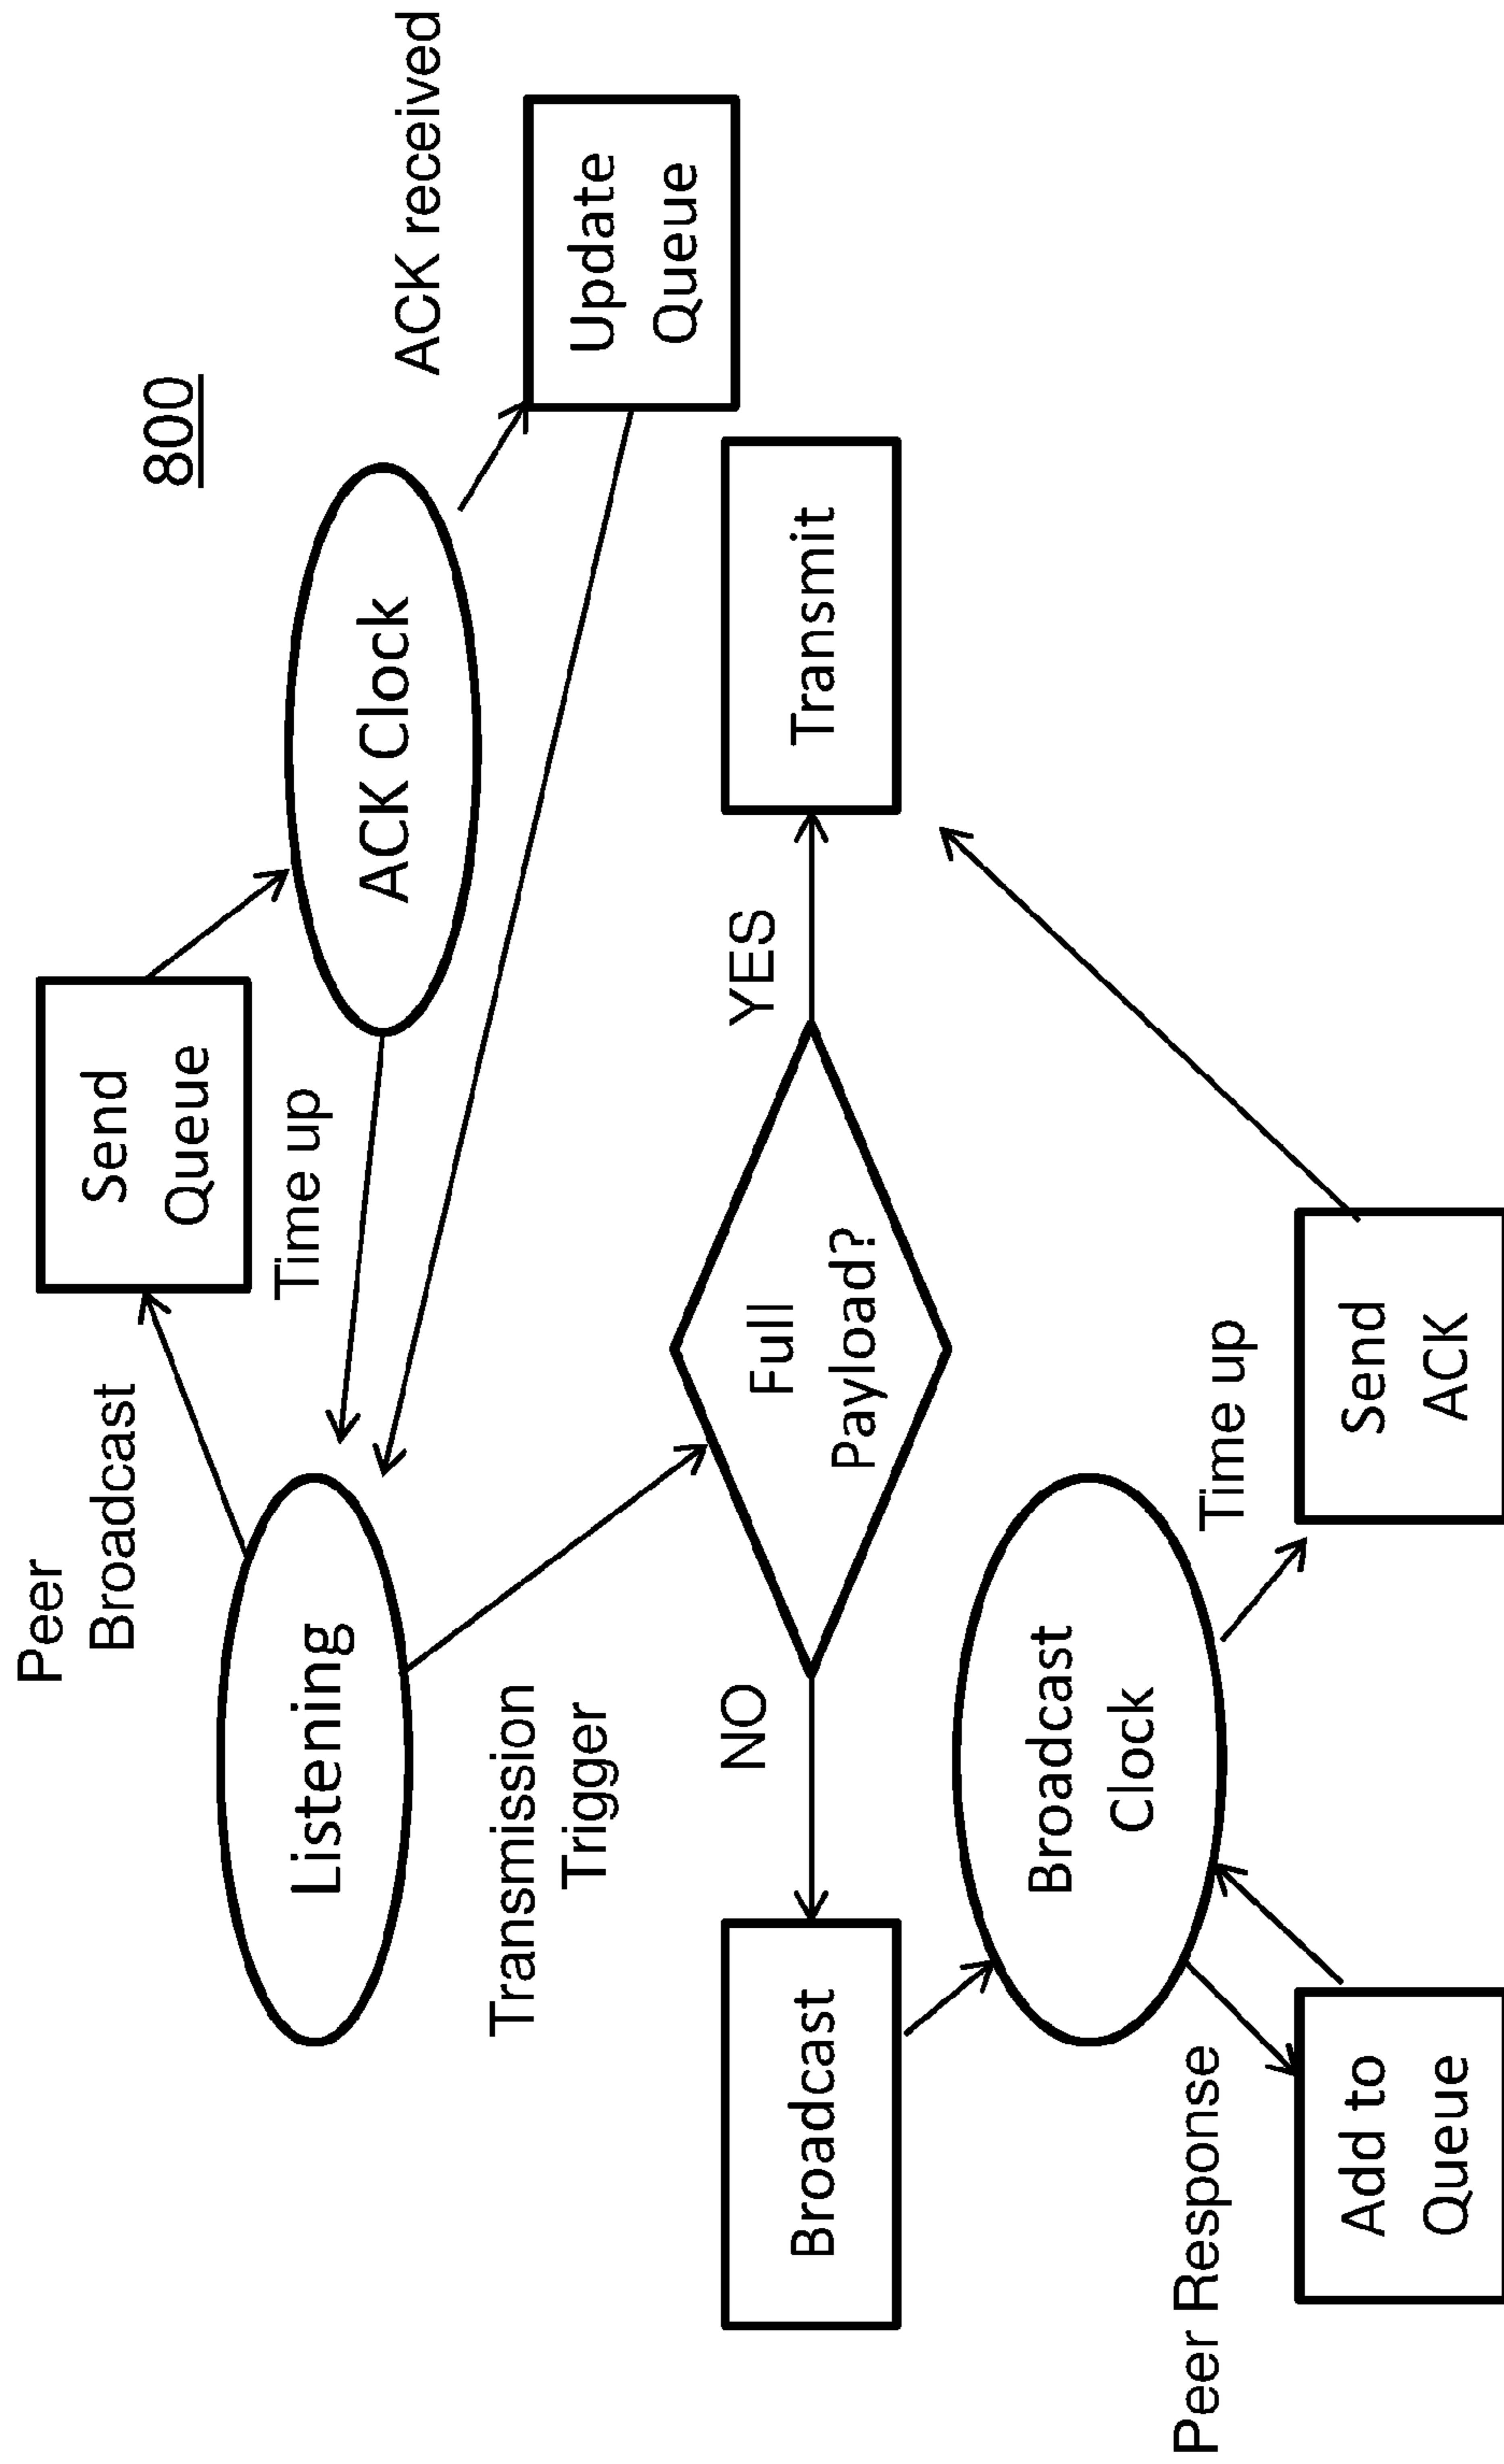 800
Peer
Broadcast
Send
Queue
Time up
Listening
ACK Clock
ACK received
Update
Queue
Transmission
Trigger
Full
Payload?
NO
YES
Broadcast
Transmit
Broadcast
Clock
Peer Response
Time up
Add to
Queue
Send
ACK